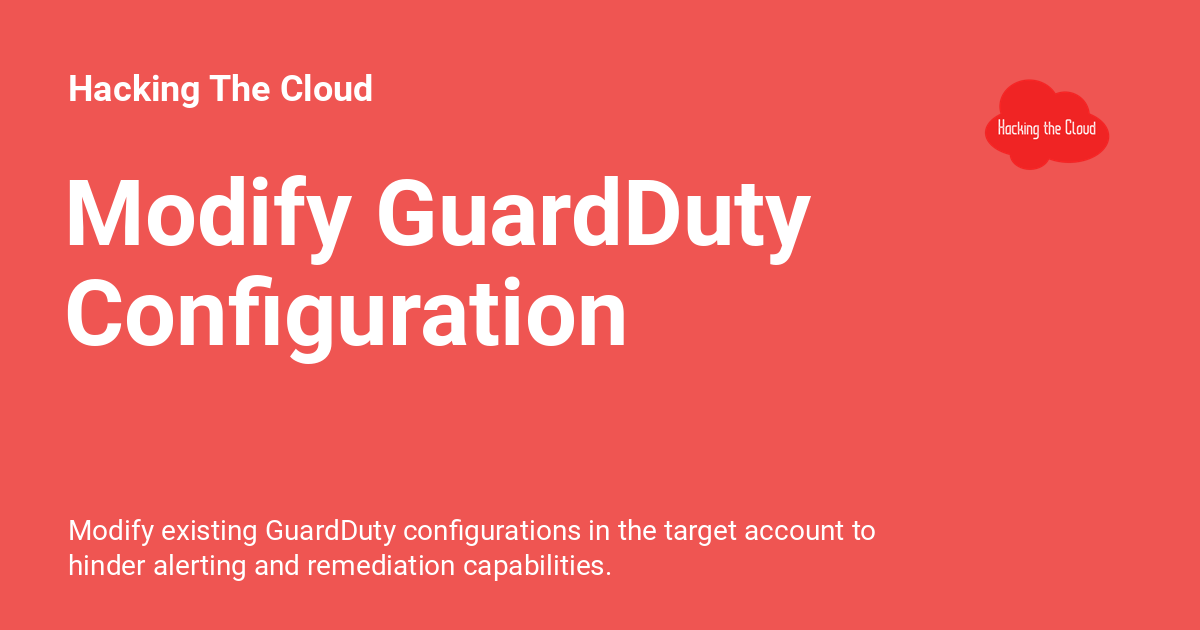 Hacking The Cloud
Hacking the Cloud
Modify GuardDuty
Configuration
Modify existing GuardDuty configurations in the target account to
hinder alerting and remediation capabilities.